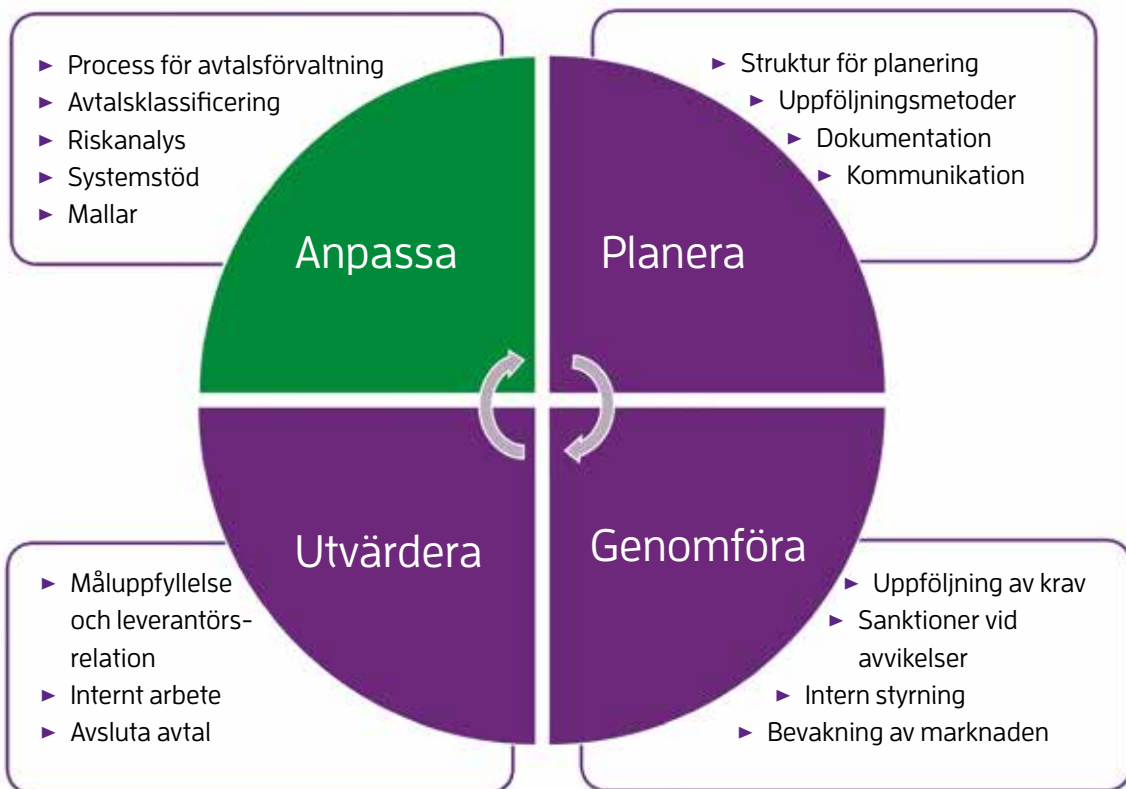 Process för avtalsförvaltning
Avtalsklassificering
Riskanalys
Systemstöd
Mallar
Struktur för planering
Uppföljningsmetoder
Dokumentation
Kommunikation
Anpassa
Planera
Utvärdera
Genomföra
Måluppfyllelse
och leverantörs-
relation
Internt arbete
Avsluta avtal
Uppföljning av krav
Sanktioner vid
avvikelser
Intern styrning
Bevakning av marknaden